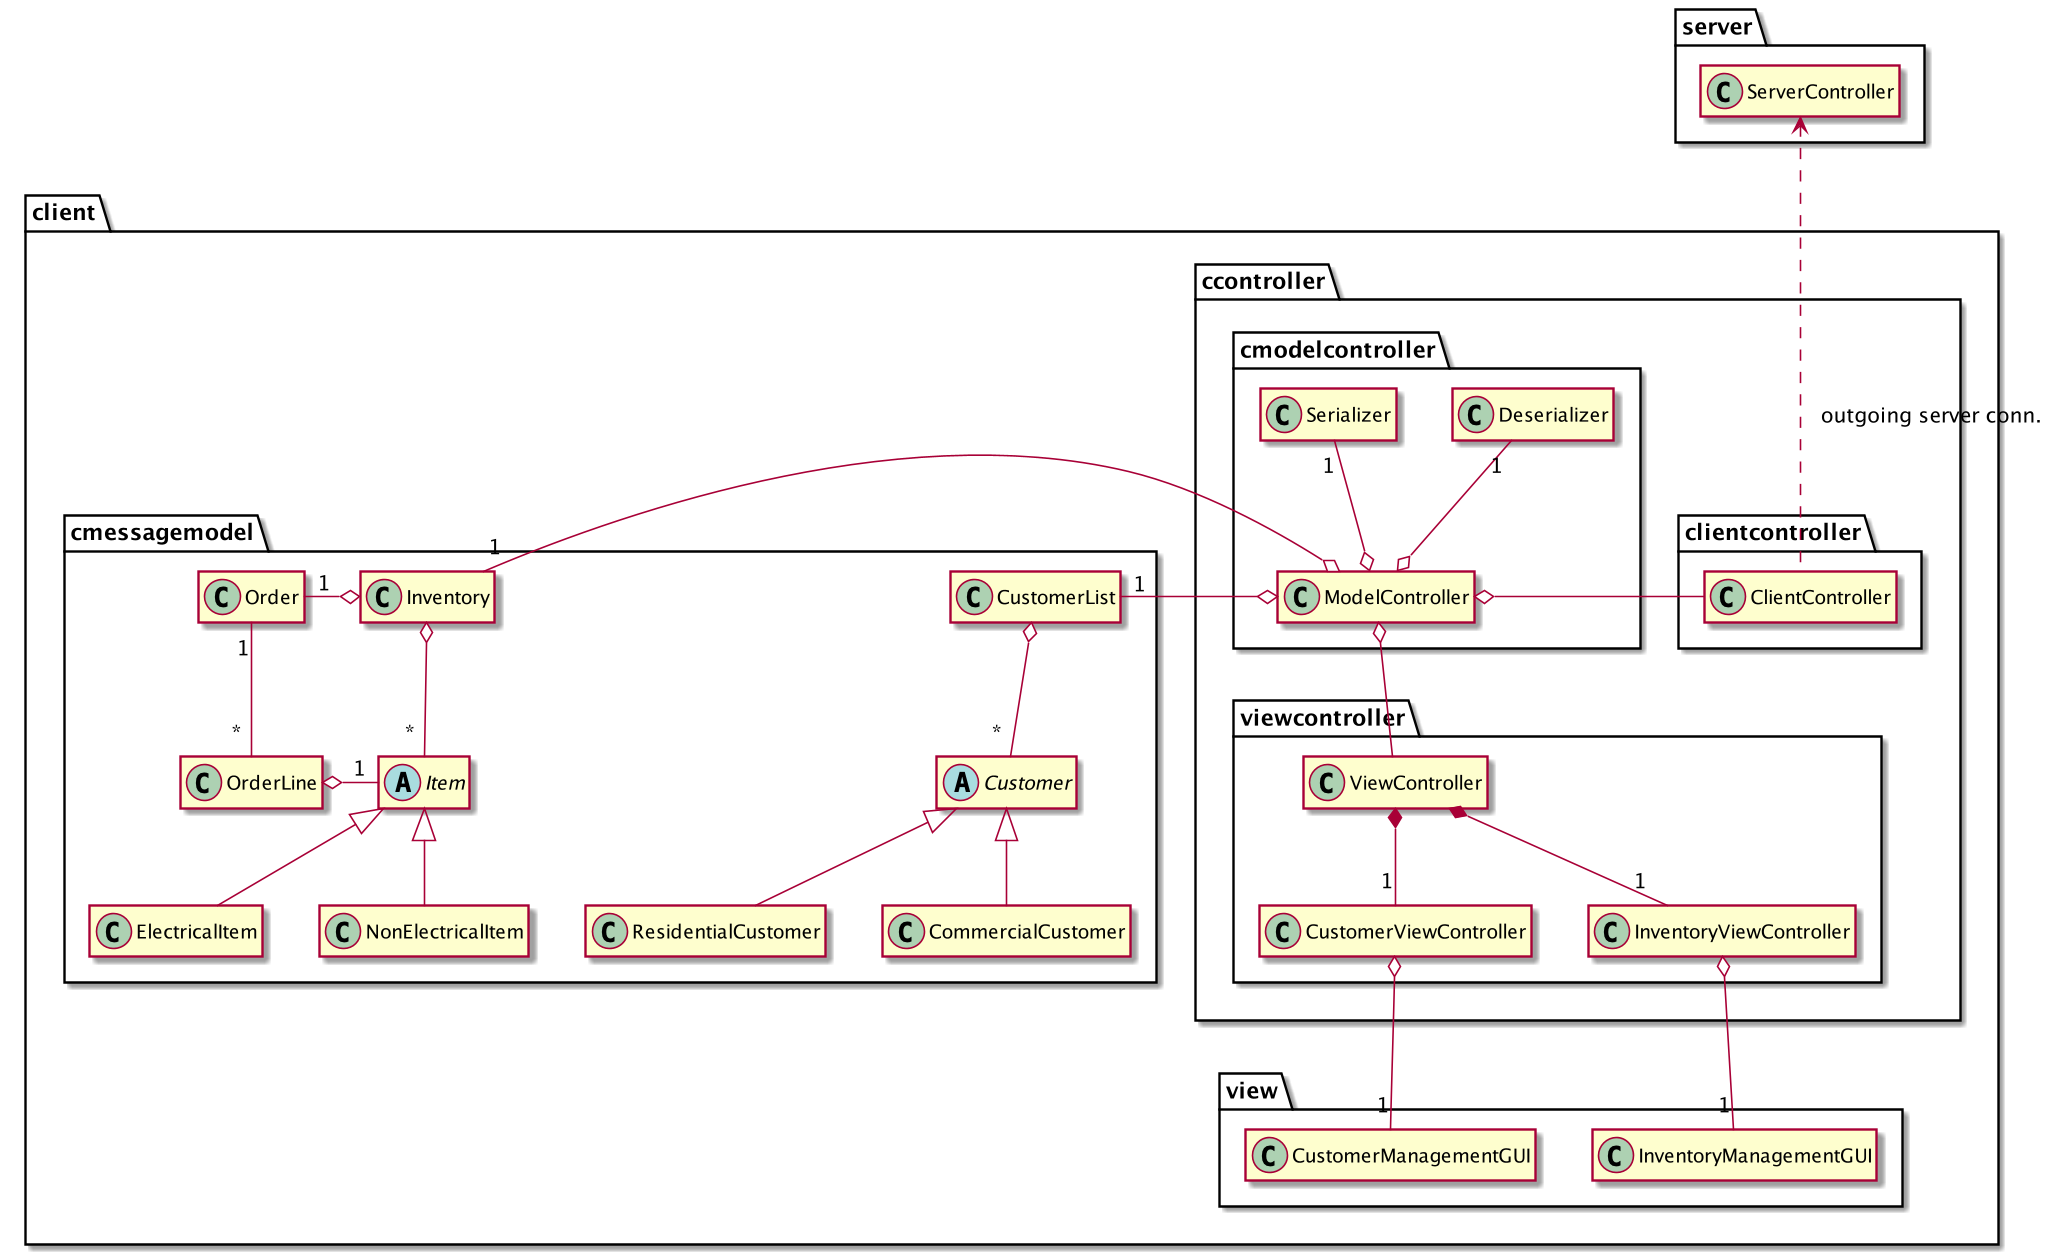 server
C ServerController
client
ccontroller
cmodelcontroller
C Serializer
C Deserializer
outgoing server conn.
1
1
cmessagemodel
clientcontroller
1
C Order
1
C Inventory
C CustomerList
1
C ModelController
C ClientController
1
viewcontroller
*
*
*
C OrderLine
1
A Item
A Customer
C ViewController
1
1
C ElectricalItem
C NonElectricalItem
C ResidentialCustomer
C CommercialCustomer
C CustomerViewController
C InventoryViewController
view
1
1
C CustomerManagementGUI
C InventoryManagementGUI